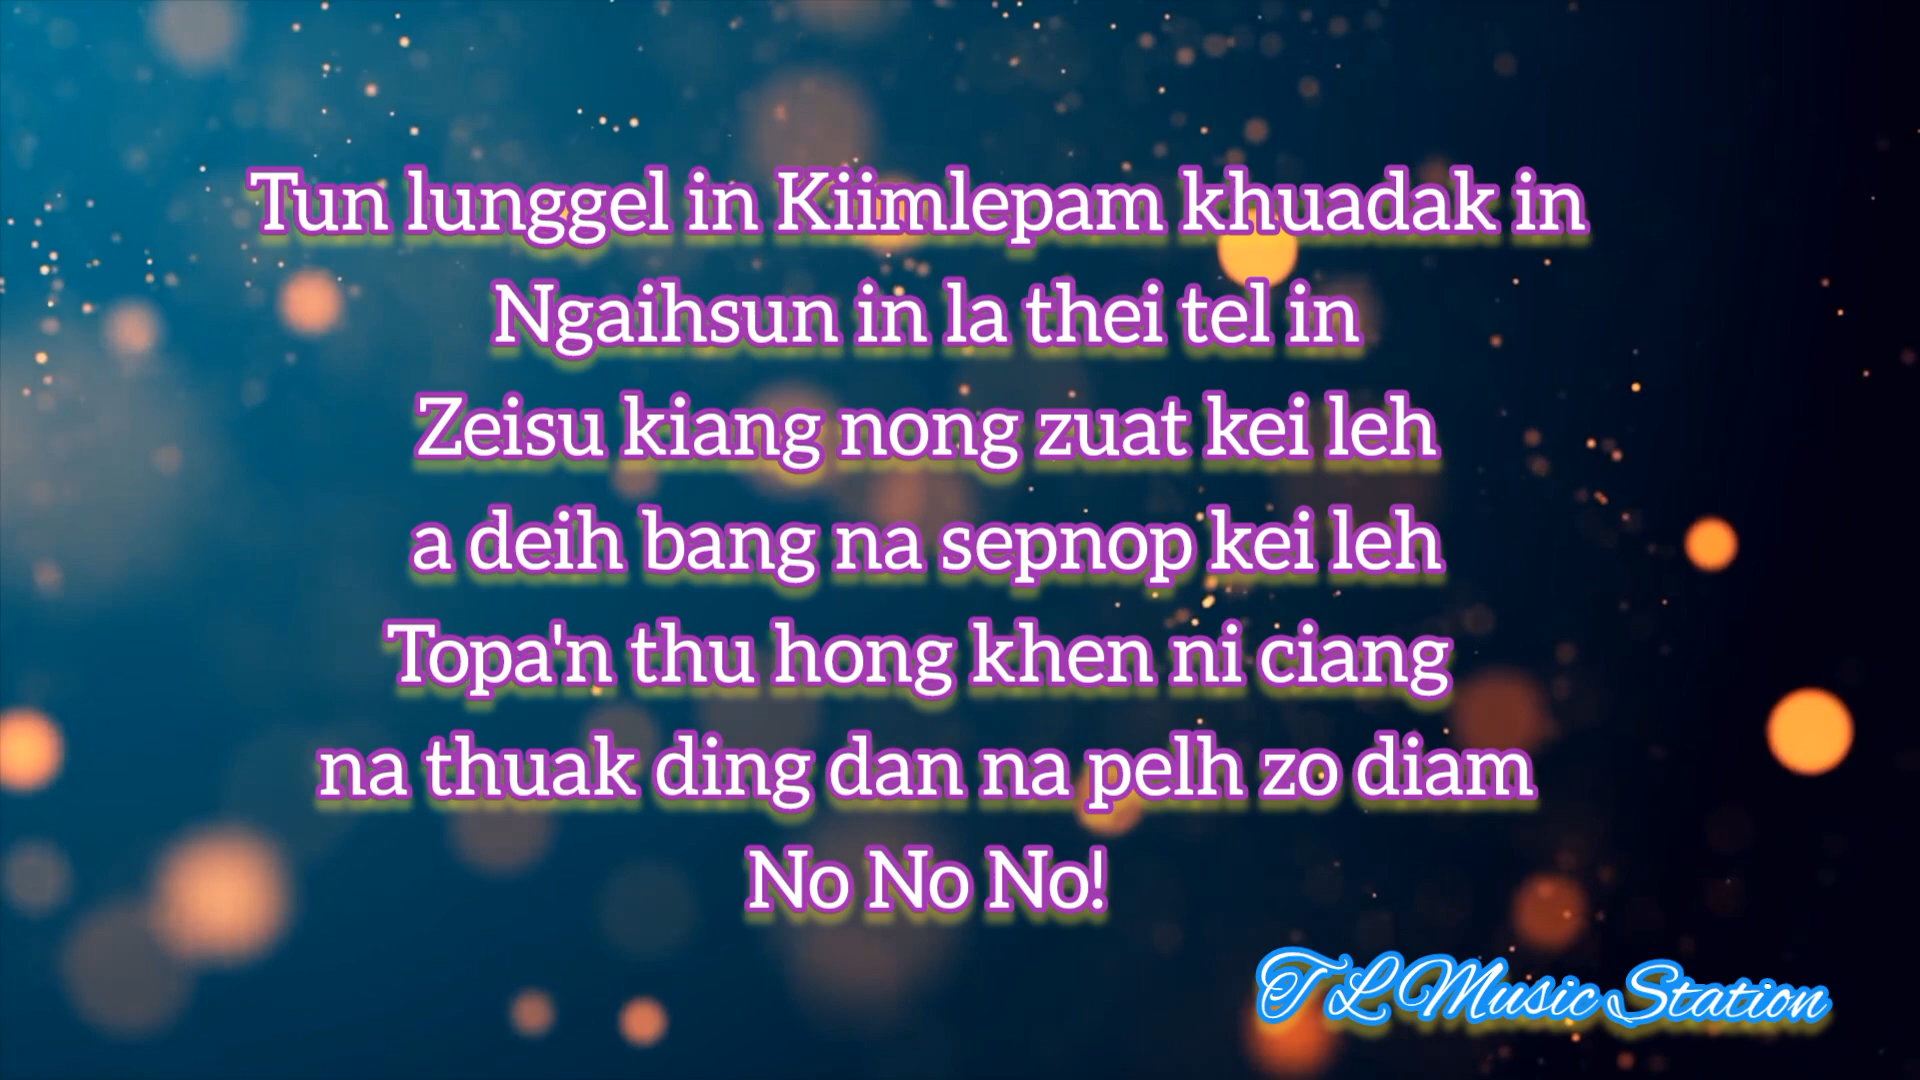 Tun lunggel in Kiimlepam khuadak in
Ngaihsun in la thei tel in
Zeisu kiang nong zuat kei leh
a deih bang na sepnop kei leh
Topa'n thu hong khen ni ciang
na thuak ding dan na pelh zo diam
No No No!
T L Music Station